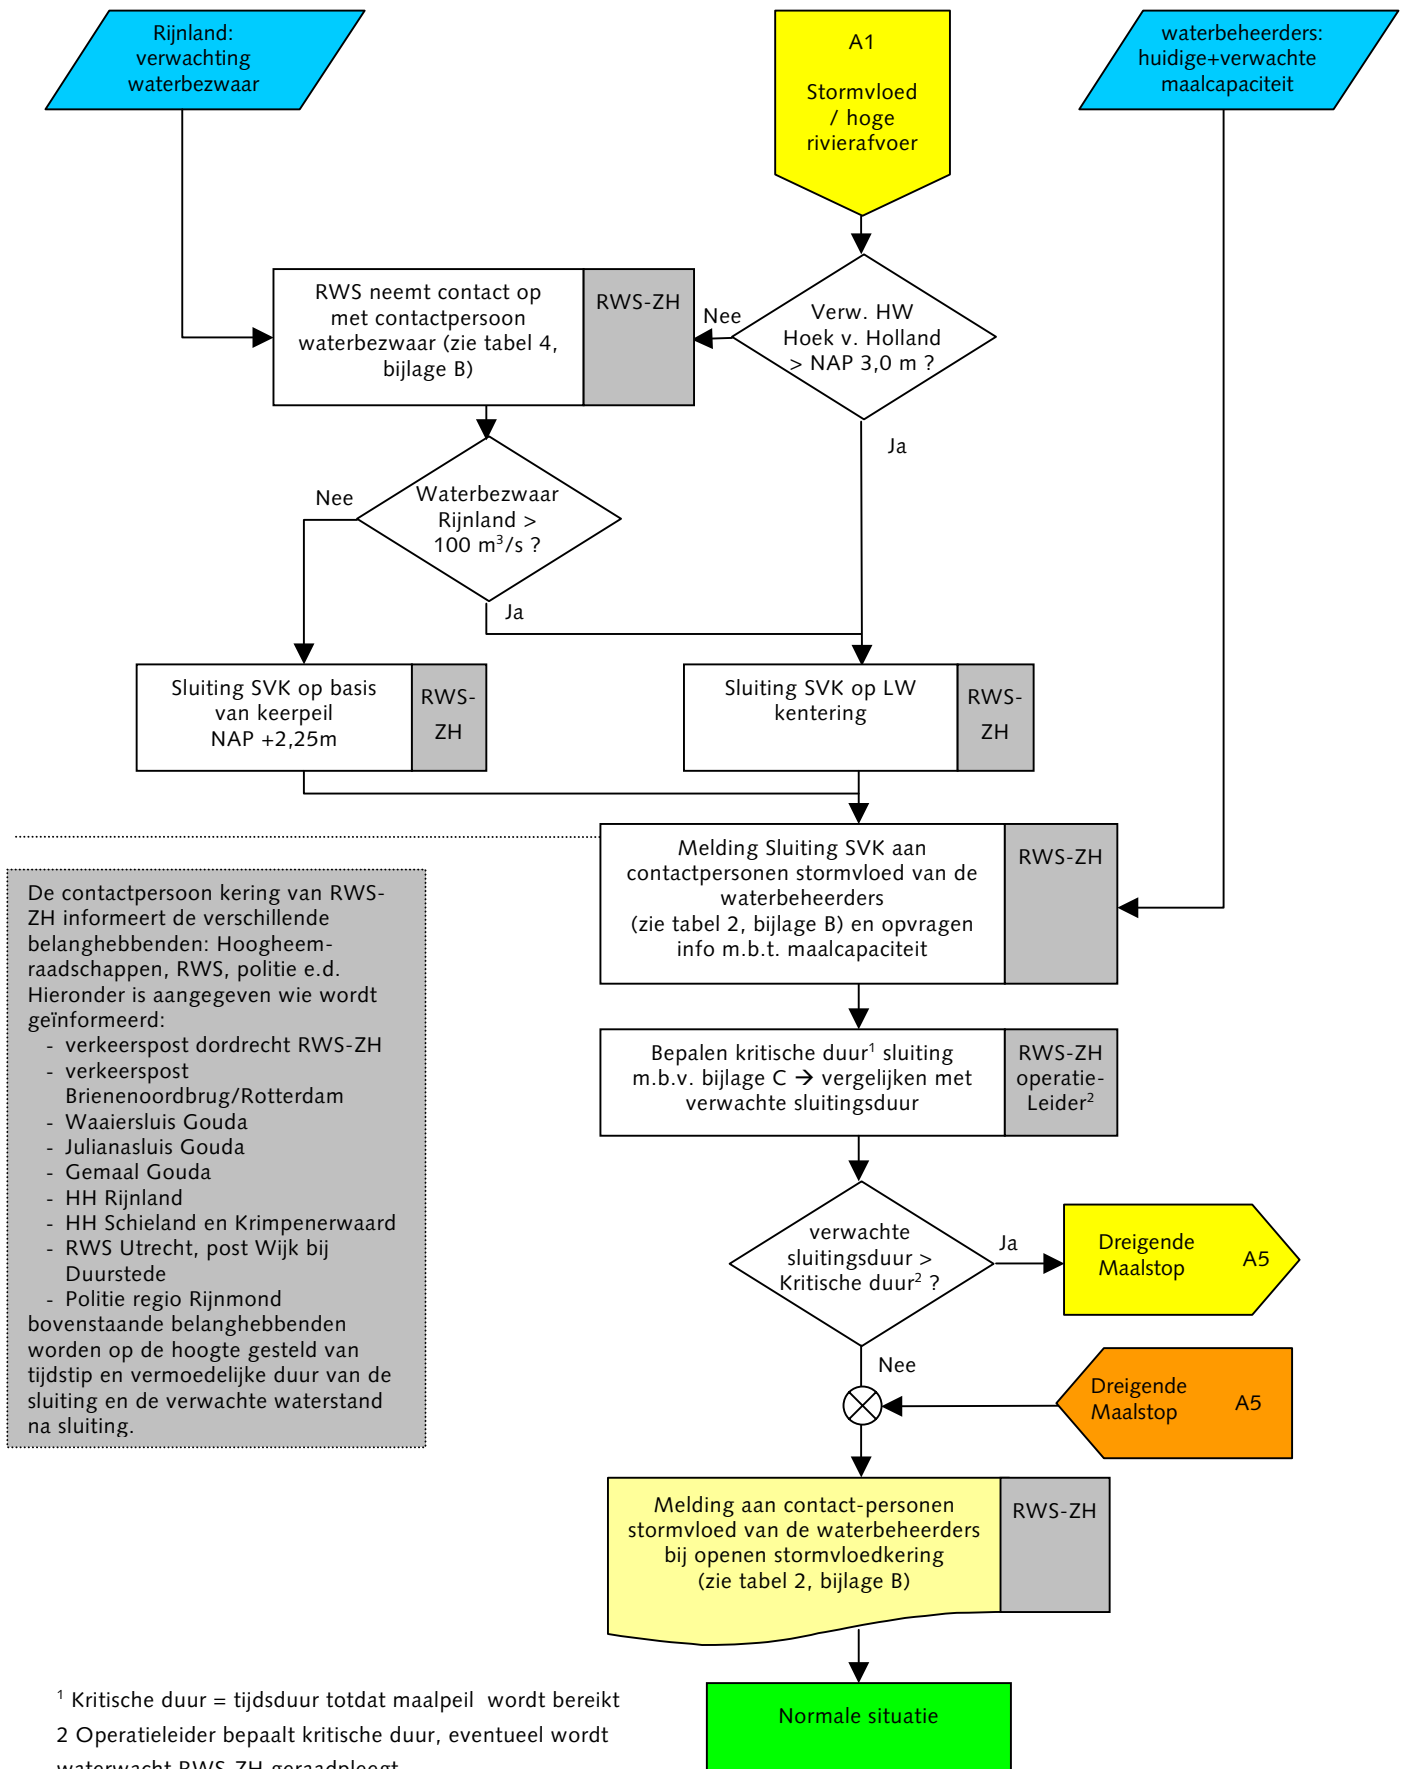 Rijnland:
verwachting
waterbezwaar
A1
Stormvloed
/ hoge
rivierafvoer
waterbeheerders:
huidige+verwachte
maalcapaciteit
RWS neemt contact op
met contactpersoon
waterbezwaar (zie tabel 4,
bijlage B)
RWS-ZH
Nee
Verw. HW
Hoek v. Holland
> NAP 3,0 m ?
Ja
Nee
Waterbezwaar
Rijnland >
100 m³/s ?
Ja
Sluiting SVK op basis
van keerpeil
NAP +2,25m
RWS-
ZH
Sluiting SVK op LW
kentering
RWS-
ZH
Melding Sluiting SVK aan
contactpersonen stormvloed van de
waterbeheerders
(zie tabel 2, bijlage B) en opvragen
info m.b.t. maalcapaciteit
RWS-ZH
De contactpersoon kering van RWS-
ZH informeert de verschillende
belanghebbenden: Hoogheem-
raadschappen, RWS, politie e.d.
Hieronder is aangegeven wie wordt
geïnformeerd:
- verkeerspost dordrecht RWS-ZH
- verkeerspost
Brienenoordbrug/Rotterdam
- Waaiersluis Gouda
- Julianasluis Gouda
- Gemaal Gouda
- HH Rijnland
- HH Schieland en Krimpenerwaard
- RWS Utrecht, post Wijk bij
Duurstede
- Politie regio Rijnmond
bovenstaande belanghebbenden
worden op de hoogte gesteld van
tijdstip en vermoedelijke duur van de
sluiting en de verwachte waterstand
na sluiting.
Bepalen kritische duur¹ sluiting
m.b.v. bijlage C → vergelijken met
verwachte sluitingsduur
RWS-ZH
operatie-
Leider²
verwachte
sluitingsduur >
Kritische duur² ?
Ja
Dreigende
Maalstop
A5
Nee
Dreigende
Maalstop
A5
Melding aan contact-personen
stormvloed van de waterbeheerders
bij openen stormvloedkering
(zie tabel 2, bijlage B)
RWS-ZH
Normale situatie
¹ Kritische duur = tijdsduur totdat maalpeil wordt bereikt
2 Operatieleider bepaalt kritische duur, eventueel wordt
waterwacht RWS-ZH geraadpleegt